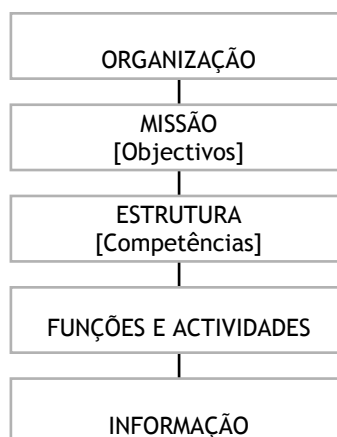 ORGANIZAÇÃO
MISSÃO
[Objectivos]
ESTRUTURA
[Competências]
FUNÇÕES E ACTIVIDADES
INFORMAÇÃO